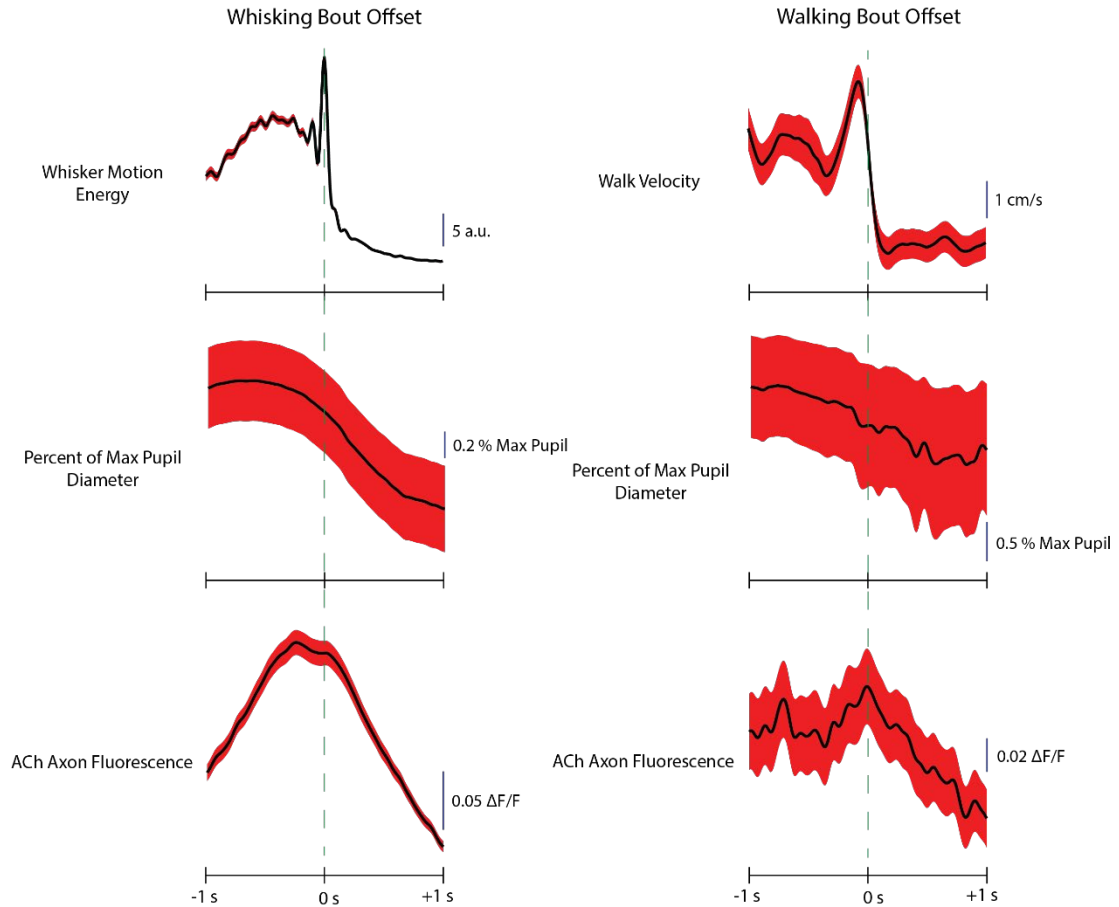 Whisking Bout Offset
Whisker Motion
Energy
5 a.u.
Percent of Max Pupil
Diameter
0.2 % Max Pupil
ACh Axon Fluorescence
0.05 ΔF/F
-1 s
0 s
+1 s
Walking Bout Offset
Walk Velocity
1 cm/s
Percent of Max Pupil
Diameter
0.5 % Max Pupil
ACh Axon Fluorescence
0.02 ΔF/F
-1 s
0 s
+1 s